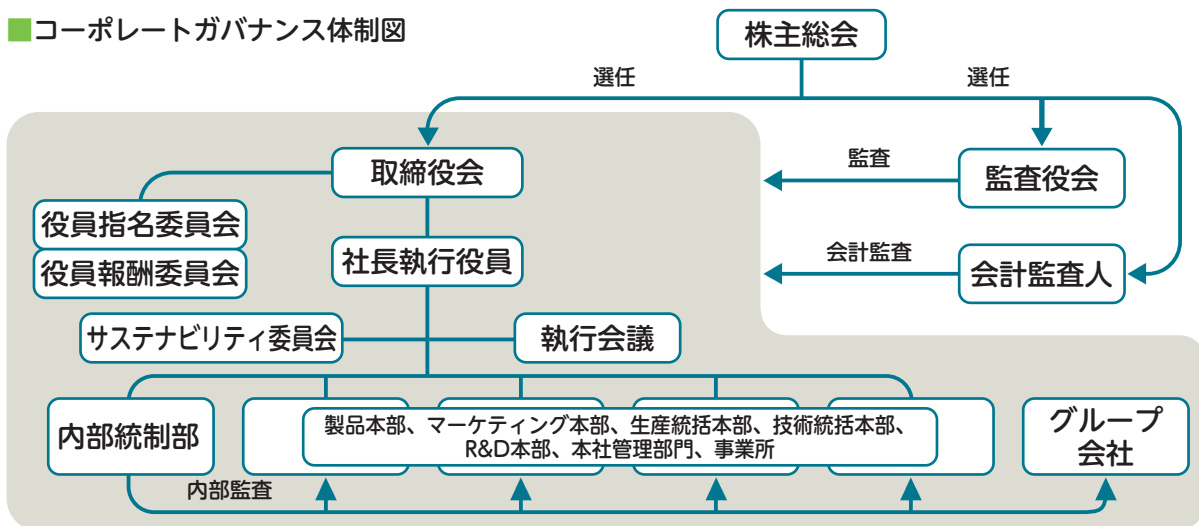 ■コーポレートガバナンス体制図
株主総会
選任
選任
取締役会
監査
監査役会
役員指名委員会
役員報酬委員会
社長執行役員
会計監査
会計監査人
サステナビリティ委員会
執行会議
内部統制部
製品本部、マーケティング本部、生産統括本部、技術統括本部、
R&D本部、本社管理部門、事業所
グループ
会社
内部監査